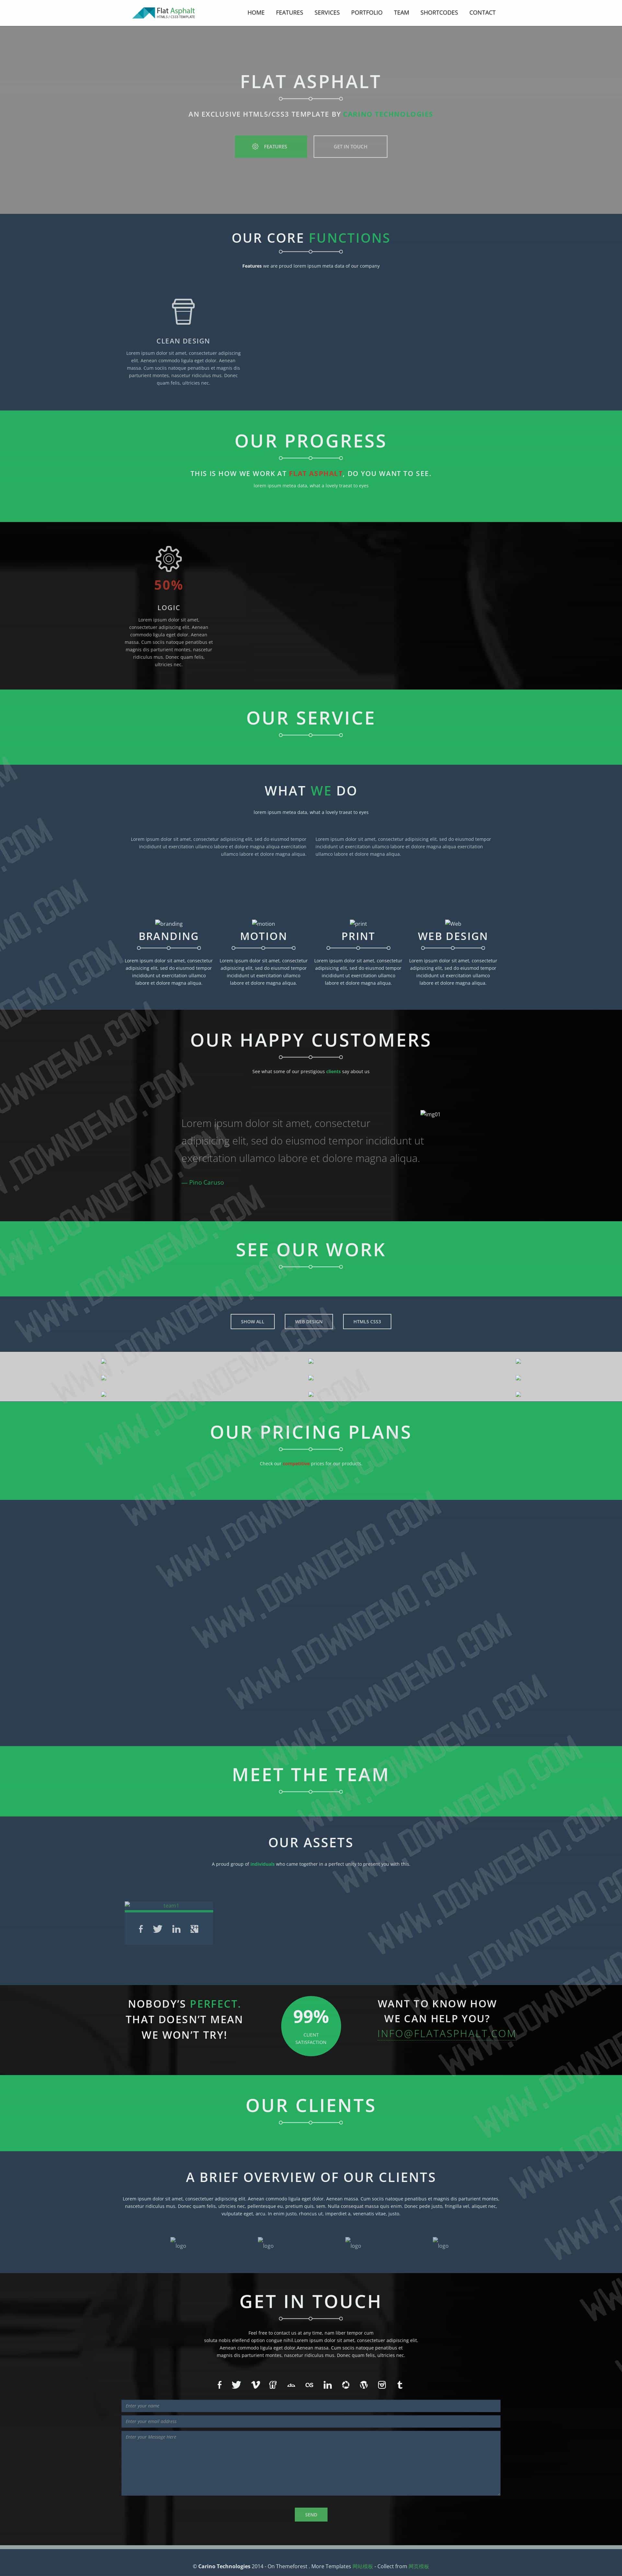 Flat Asphalt
HTML5 / CSS3 TEMPLATE
HOME FEATURES SERVICES PORTFOLIO TEAM SHORTCODES CONTACT
FLAT ASPHALT
AN EXCLUSIVE HTML5/CSS3 TEMPLATE BY CARINO TECHNOLOGIES
FEATURES GET IN TOUCH
OUR CORE FUNCTIONS
Features we are proud lorem ipsum meta data of our company
CLEAN DESIGN
Lorem ipsum dolor sit amet, consectetuer adipiscing
elit. Aenean commodo ligula eget dolor. Aenean
massa. Cum sociis natoque penatibus et magnis dis
parturient montes, nascetur ridiculus mus. Donec
quam felis, ultricies nec.
OUR PROGRESS
THIS IS HOW WE WORK AT FLAT ASPHALT, DO YOU WANT TO SEE.
lorem ipsum metea data. what a lovely traxiat to eyes
50%
LOGIC
Lorem ipsum dolor sit amet,
consectetuer adipiscing elit. Aenean
commodo ligula eget dolor. Aenean
massa. Cum sociis natoque penatibus et
magnis dis parturient montes, nascetur
ridiculus mus. Donec quam felis,
ultricies nec.
OUR SERVICE
WHAT WE DO
lorem ipsum metea data. what a lovely traxiat to eyes
Lorem ipsum dolor sit amet, consectetur adipisicing elit, sed do eiusmod tempor
incididunt ut exercitation ullamco labore et dolore magna aliqua exercitation
ullamco labore et dolore magna aliqua.
Lorem ipsum dolor sit amet, consectetur adipisicing elit, sed do eiusmod tempor
incididunt ut exercitation ullamco labore et dolore magna aliqua exercitation
ullamco labore et dolore magna aliqua.
branding motion print Web
BRANDING MOTION PRINT WEB DESIGN
Lorem ipsum dolor sit amet, consectetur
adipisicing elit, sed do eiusmod tempor
incididunt ut exercitation ullamco
labore et dolore magna aliqua.
Lorem ipsum dolor sit amet, consectetur
adipisicing elit, sed do eiusmod tempor
incididunt ut exercitation ullamco
labore et dolore magna aliqua.
Lorem ipsum dolor sit amet, consectetur
adipisicing elit, sed do eiusmod tempor
incididunt ut exercitation ullamco
labore et dolore magna aliqua.
Lorem ipsum dolor sit amet, consectetur
adipisicing elit, sed do eiusmod tempor
incididunt ut exercitation ullamco
labore et dolore magna aliqua.
OUR HAPPY CUSTOMERS
See what some of our prestigious clients say about us
Lorem ipsum dolor sit amet, consectetur
adipisicing elit, sed do eiusmod tempor incididunt ut
exercitation ullamco labore et dolore magna aliqua.
img01
— Pino Caruso
SEE OUR WORK
SHOW ALL WEB DESIGN HTML5 CSS3
OUR PRICING PLANS
Check our competitive prices for our products
MEET THE TEAM
OUR ASSETS
A proud group of individuals who came together in a perfect unity to present you with this.
NOBODY'S PERFECT.
THAT DOESN'T MEAN
WE WON'T TRY!
99%
CLIENT
SATISFACTION
WANT TO KNOW HOW
WE CAN HELP YOU?
INFO@FLATASPHALT.COM
OUR CLIENTS
A BRIEF OVERVIEW OF OUR CLIENTS
Lorem ipsum dolor sit amet, consectetuer adipiscing elit. Aenean commodo ligula eget dolor. Aenean massa. Cum sociis natoque penatibus et magnis dis parturient montes,
nascetur ridiculus mus. Donec quam felis, ultricies nec, pellentesque eu, pretium quis, sem. Nulla consequat massa quis enim. Donec pede justo, fringilla vel, aliquet nec,
vulputate eget, arcu. In enim justo, rhoncus ut, imperdiet a, venenatis vitae, justo.
logo logo logo logo
GET IN TOUCH
Feel free to contact us at any time, nam liber tempor cum
soluta nobis eleifend option congue nihil Lorem ipsum dolor sit amet, consectetuer adipiscing elit.
Aenean commodo ligula eget dolor. Aenean massa. Cum sociis natoque penatibus et
magnis dis parturient montes, nascetur ridiculus mus. Donec quam felis, ultricies nec.
Enter your name
Enter your email address
Enter your Message here
SEND
© Carino Technologies 2014 - On Themeforest . More Templates 网站模板 - Collect from 网页模板
WWW.DOWNDEMO.COM